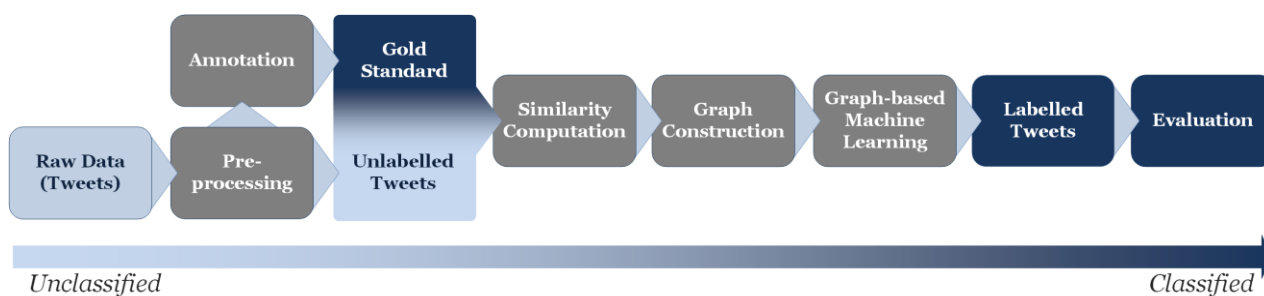 Raw Data
(Tweets)
Pre-
processing
Annotation
Gold
Standard
Unlabelled
Tweets
Similarity
Computation
Graph
Construction
Graph-based
Machine
Learning
Labelled
Tweets
Evaluation
Unclassified
Classified